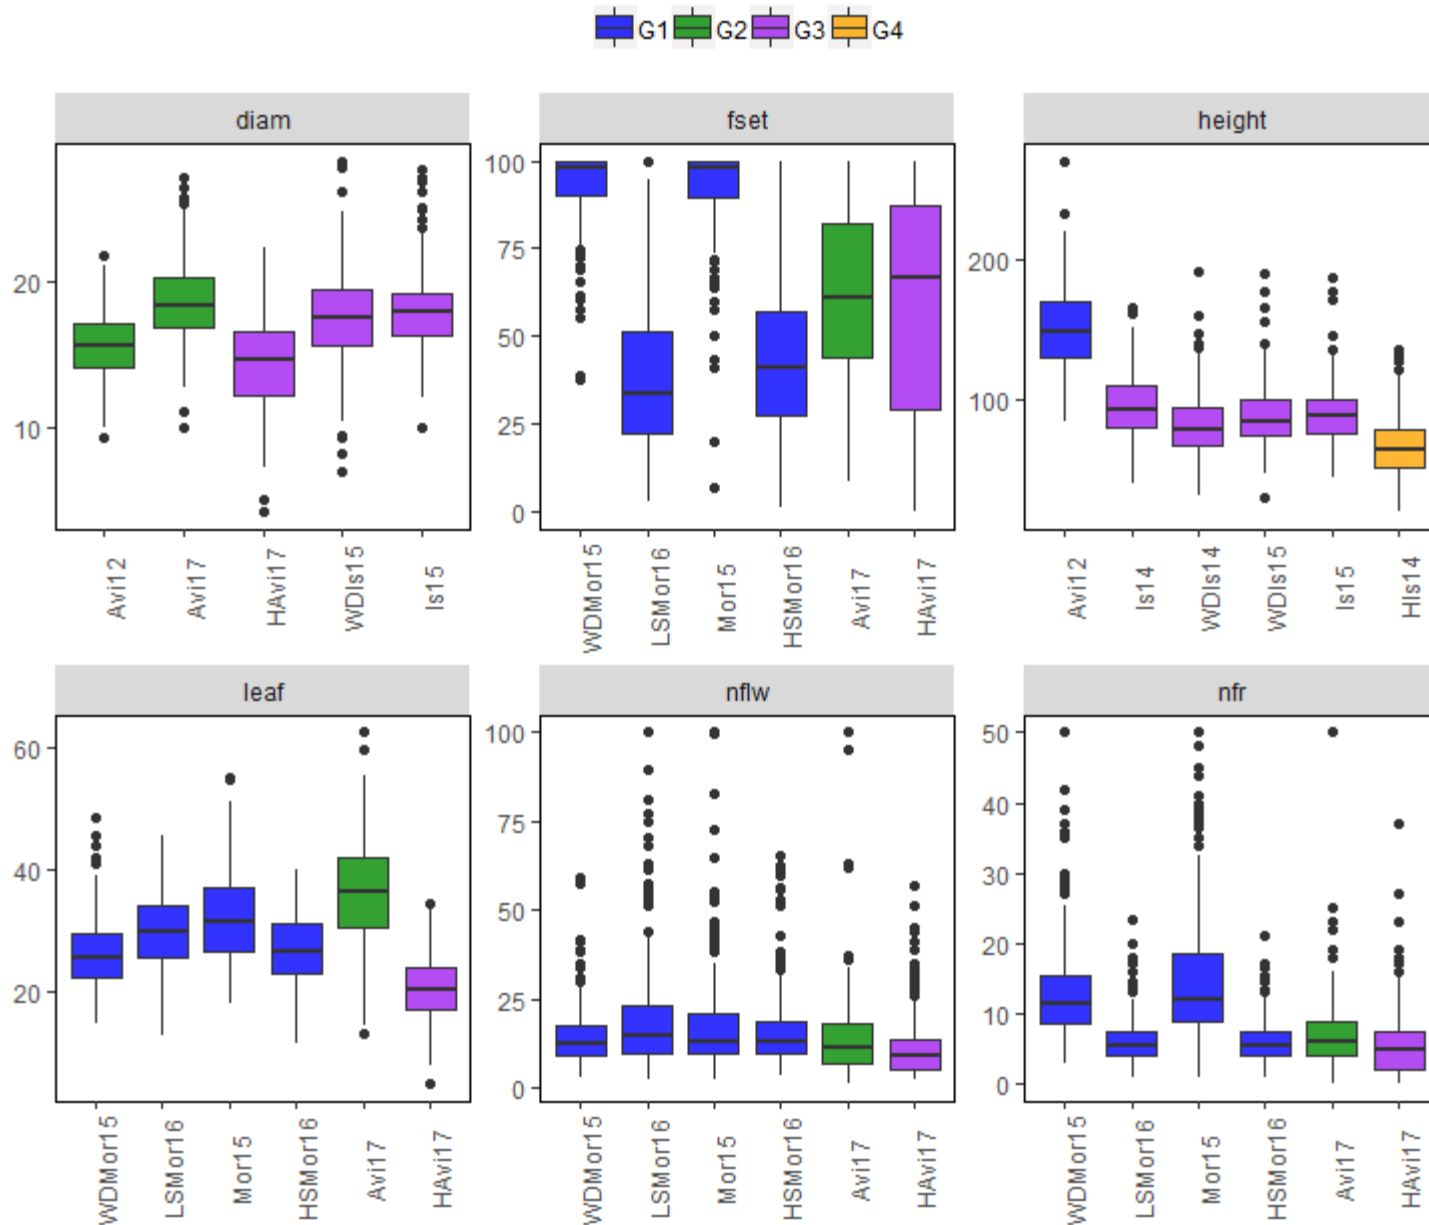 G1 G2 G3 G4
diam fset height
20
10
100
75
50
25
0
200
100
Avi12 Avi17 HAvi17 WDIs15 Is15
WDMor15 LSMor16 Mor15 HSMor16 Avi17 HAvi17
Avi12 Is14 WDIs14 WDIs15 Is15 HIs14
leaf nflw nfr
60
40
20
100
75
50
25
0
50
40
30
20
10
0
WDMor15 LSMor16 Mor15 HSMor16 Avi17 HAvi17
WDMor15 LSMor16 Mor15 HSMor16 Avi17 HAvi17
WDMor15 LSMor16 Mor15 HSMor16 Avi17 HAvi17